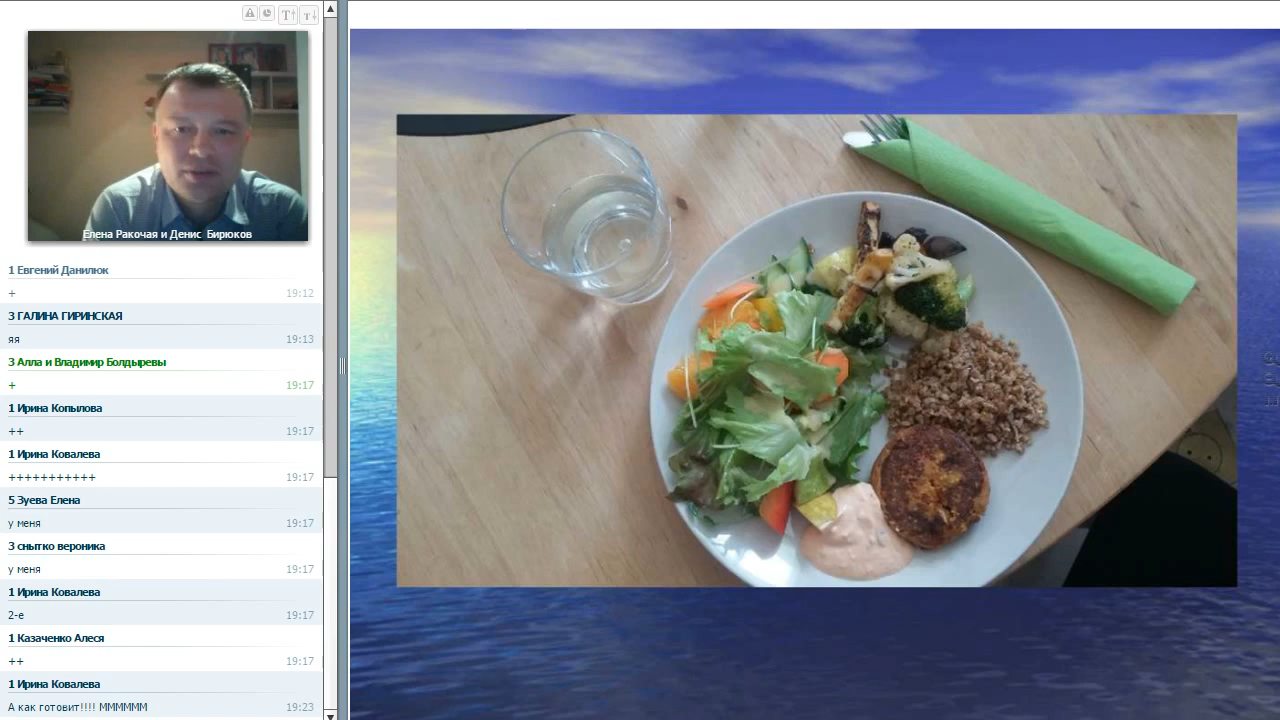 Елена Ракочая и Денис Бирюков
1 Евгений Данилюк
+ 19:12
3 ГАЛИНА ГИРИНСКАЯ
яя 19:13
3 Алла и Владимир Болдыревы
+ 19:17
1 Ирина Копылова
++ 19:17
1 Ирина Ковалева
+++++++++++ 19:17
5 Зуева Елена
у меня 19:17
3 снытко вероника
у меня 19:17
1 Ирина Ковалева
2-е 19:17
1 Казаченко Алеся
++ 19:17
1 Ирина Ковалева
А как готовит!!!! МММММММ 19:23